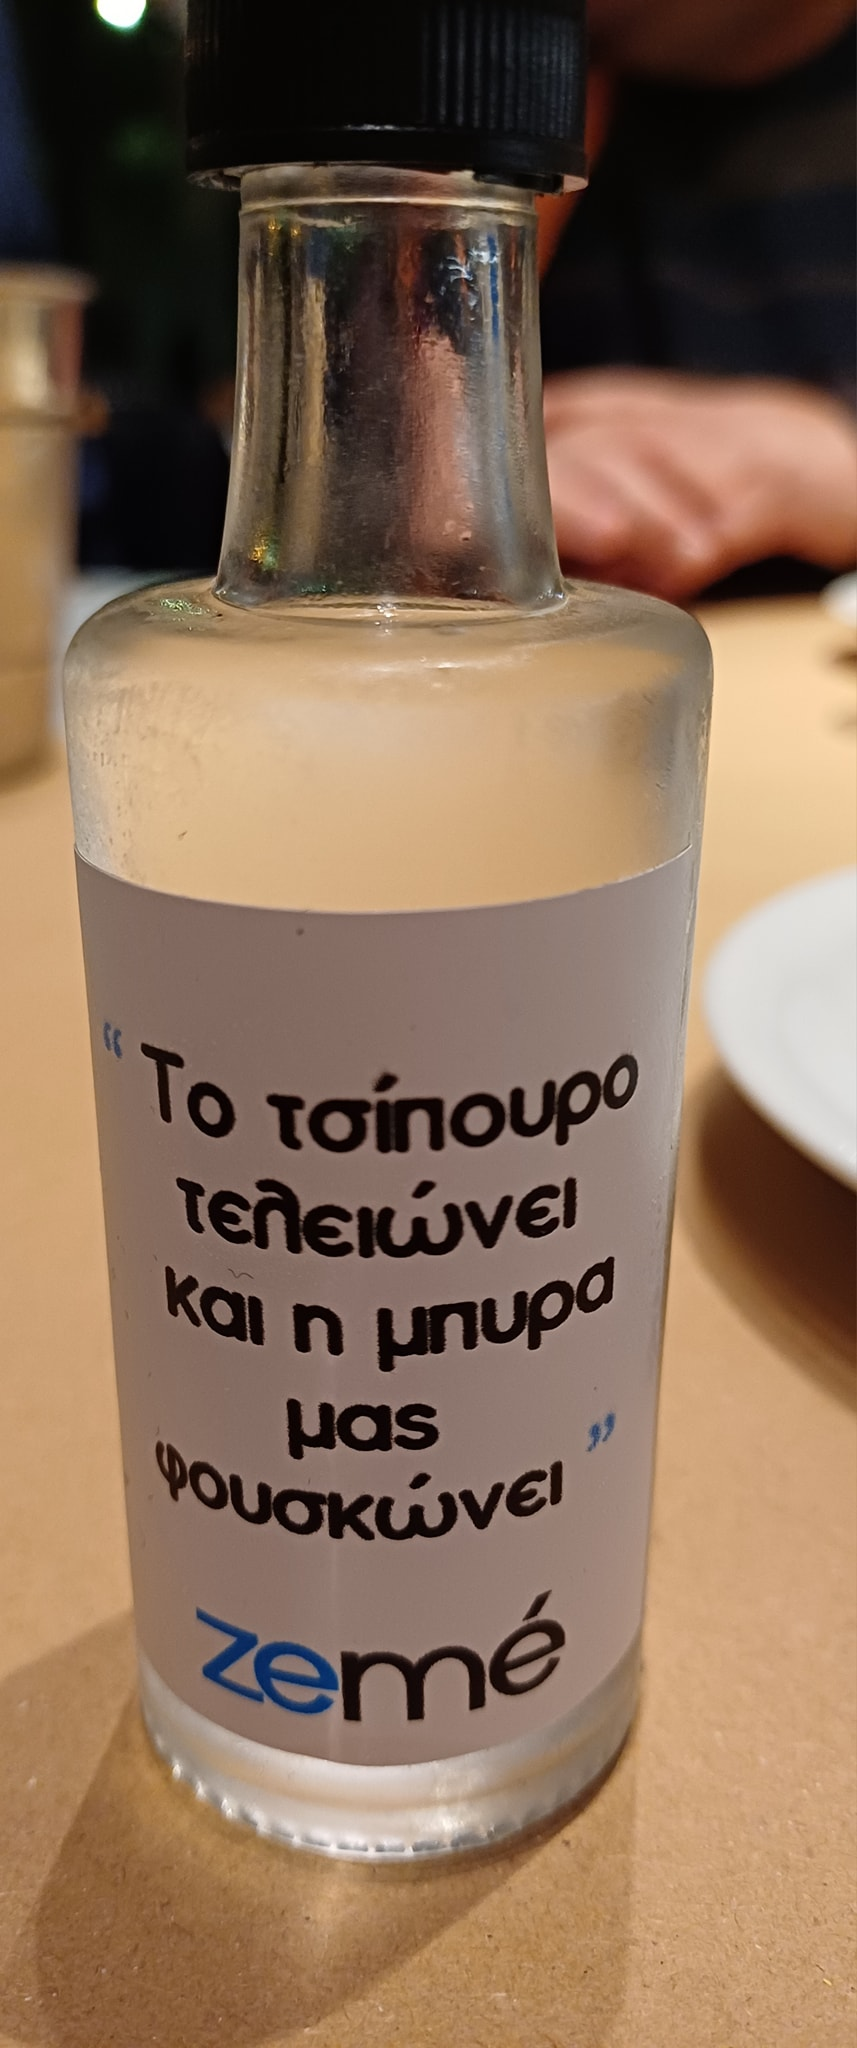 “ Το τσίπουρο
τελειώνει
και η μπυρα
μας
φουσκώνει ”
zemé